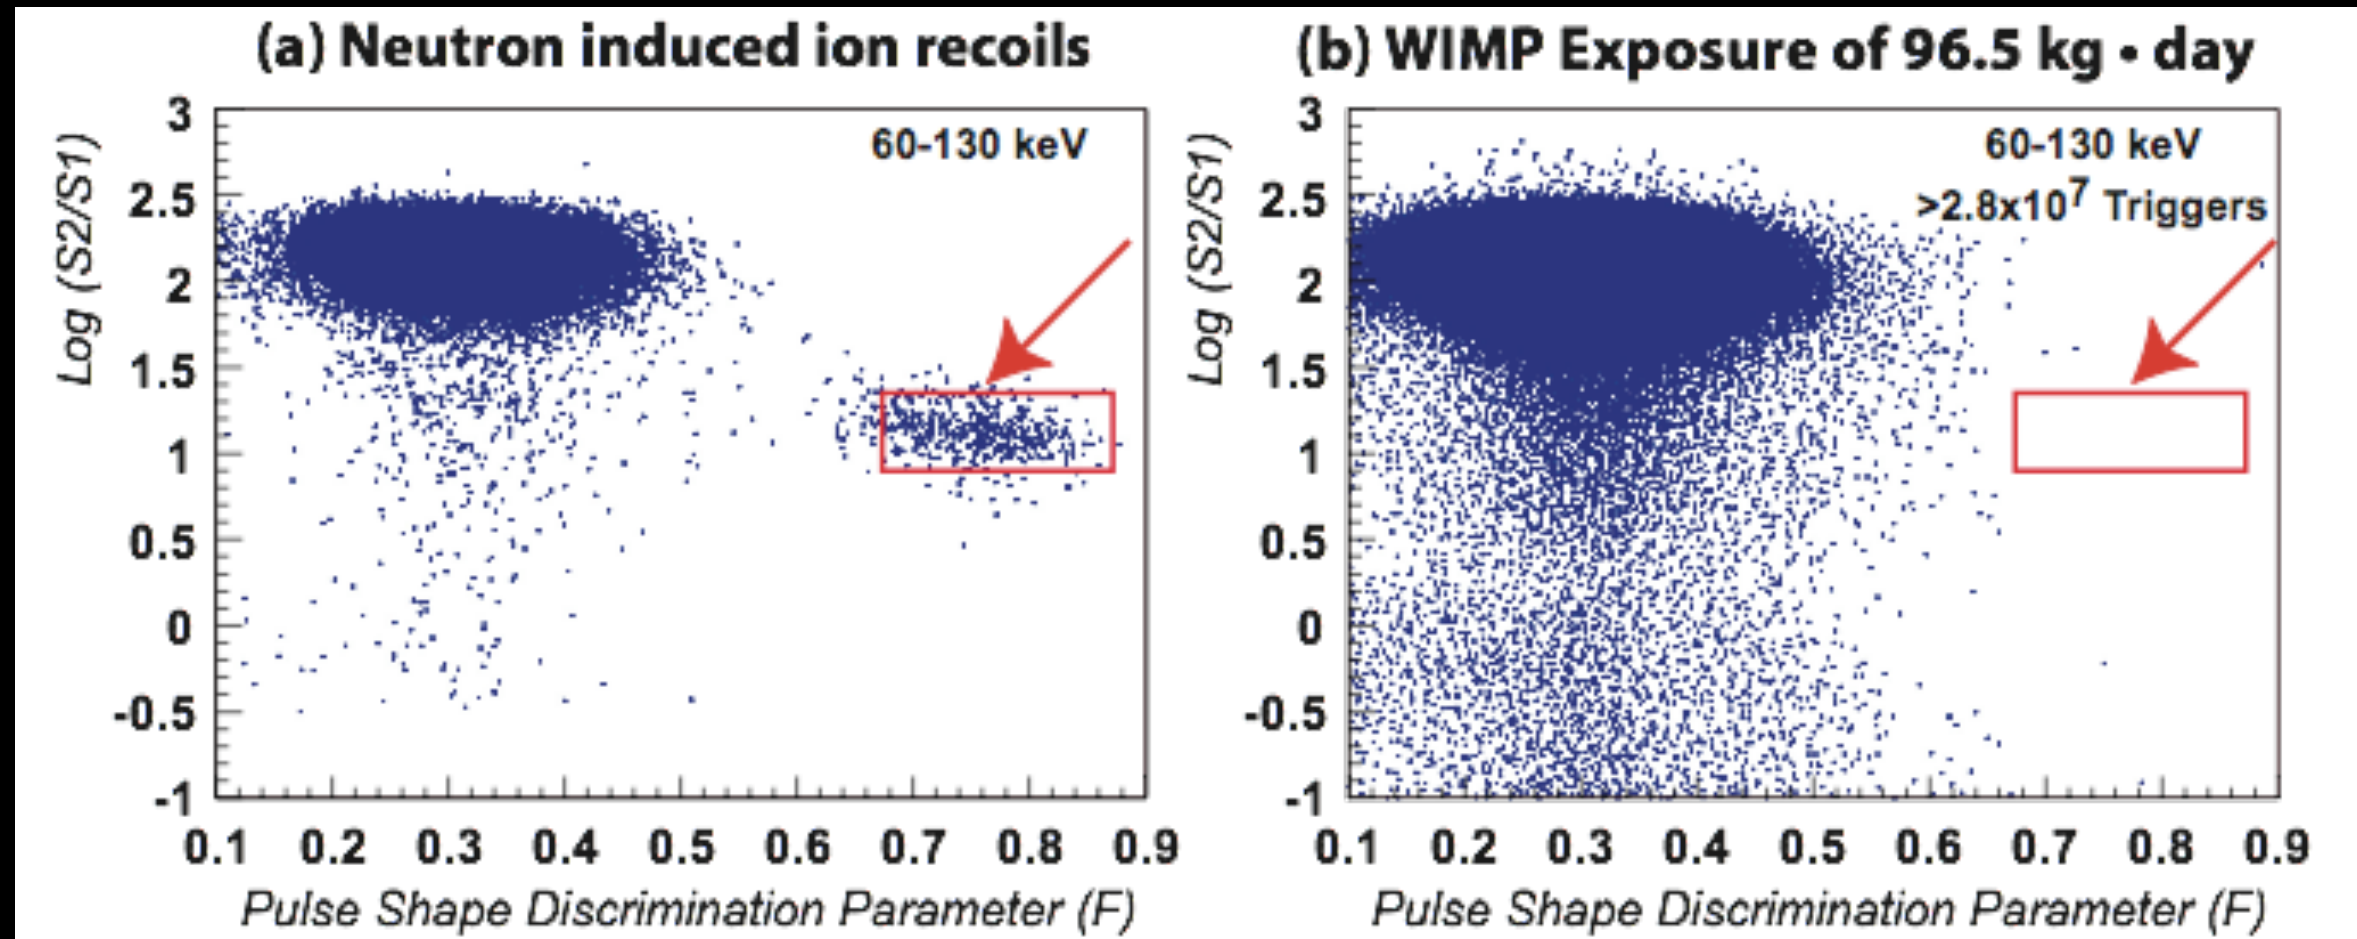 (a) Neutron induced ion recoils
60-130 keV
Log (S2/S1)
3
2.5
2
1.5
1
0.5
0
-0.5
-1
0.1 0.2 0.3 0.4 0.5 0.6 0.7 0.8 0.9
Pulse Shape Discrimination Parameter (F)
(b) WIMP Exposure of 96.5 kg • day
60-130 keV
>2.8x10⁷ Triggers
Log (S2/S1)
3
2.5
2
1.5
1
0.5
0
-0.5
-1
0.1 0.2 0.3 0.4 0.5 0.6 0.7 0.8 0.9
Pulse Shape Discrimination Parameter (F)